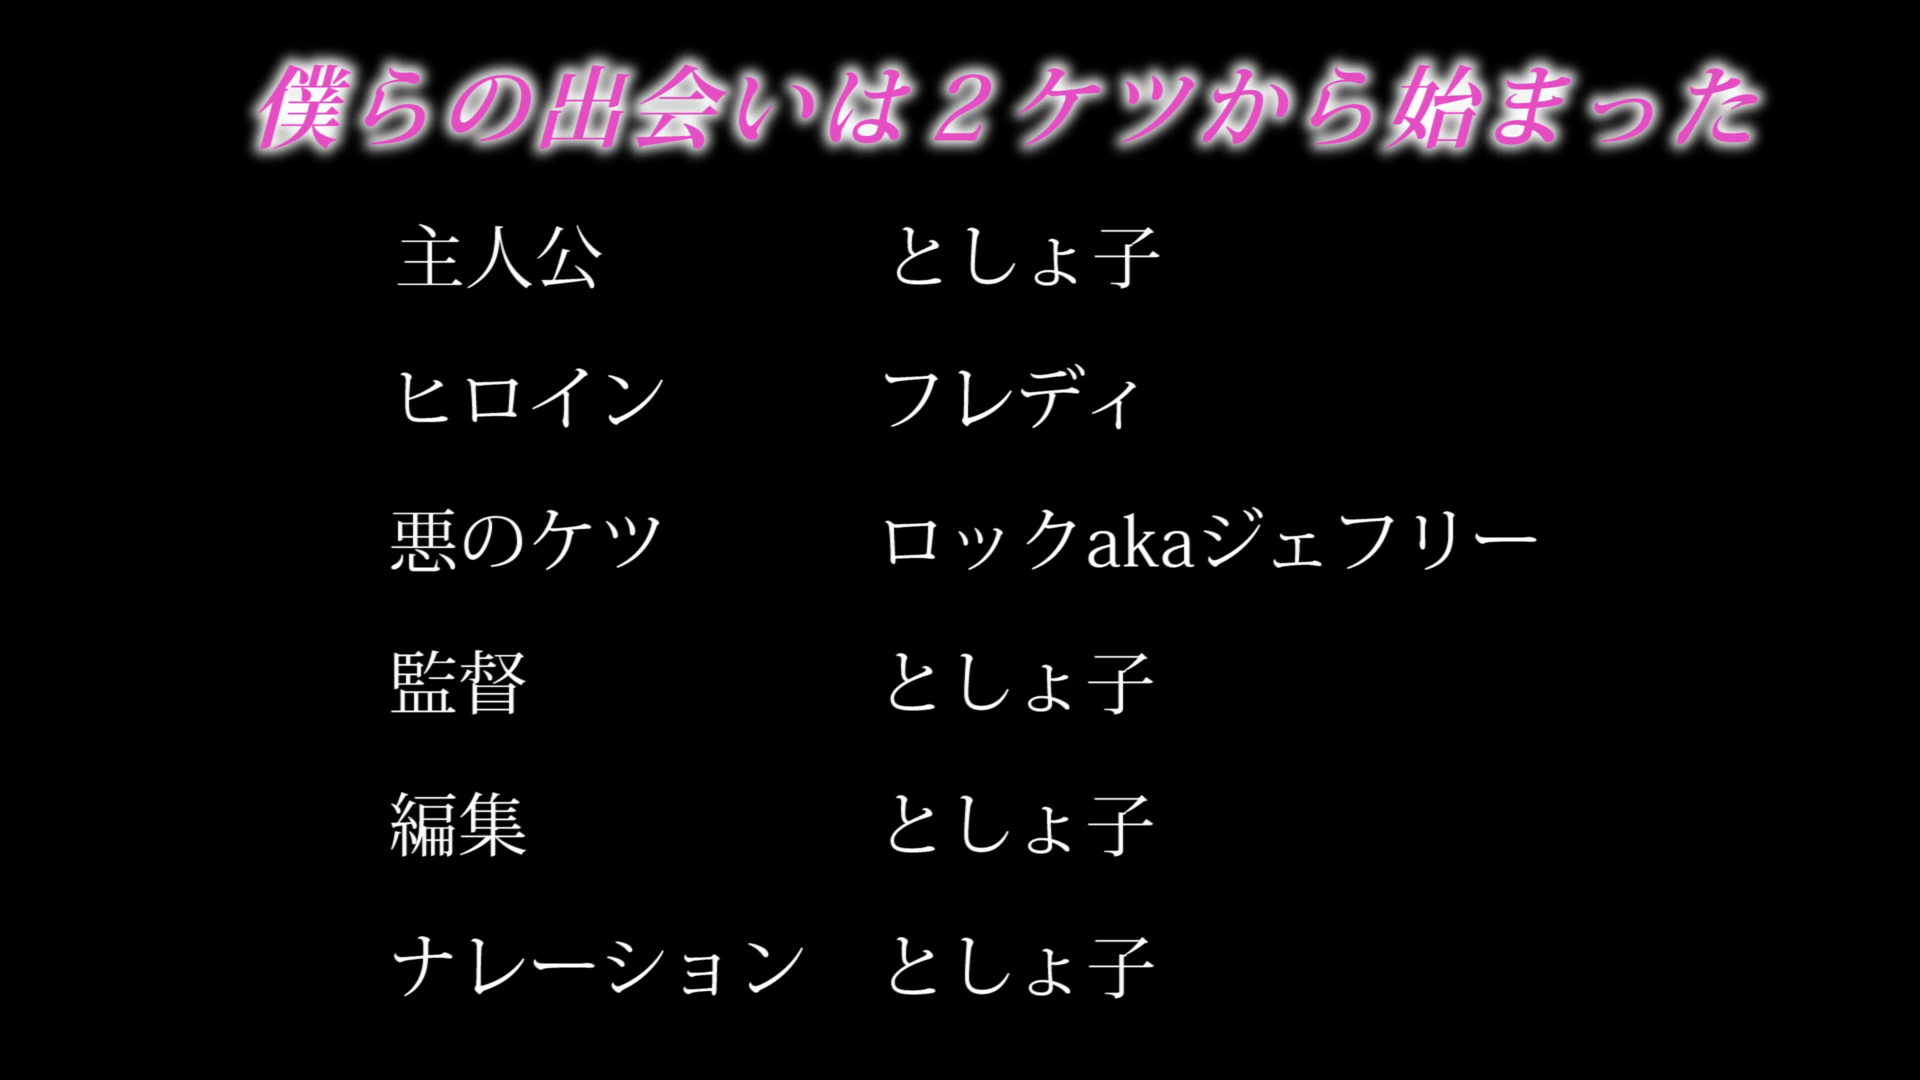 僕らの出会いは２ケツから始まった
主人公　としょ子
ヒロイン　フレディ
悪のケツ　ロックakaジェフリー
監督　としょ子
編集　としょ子
ナレーション　としょ子